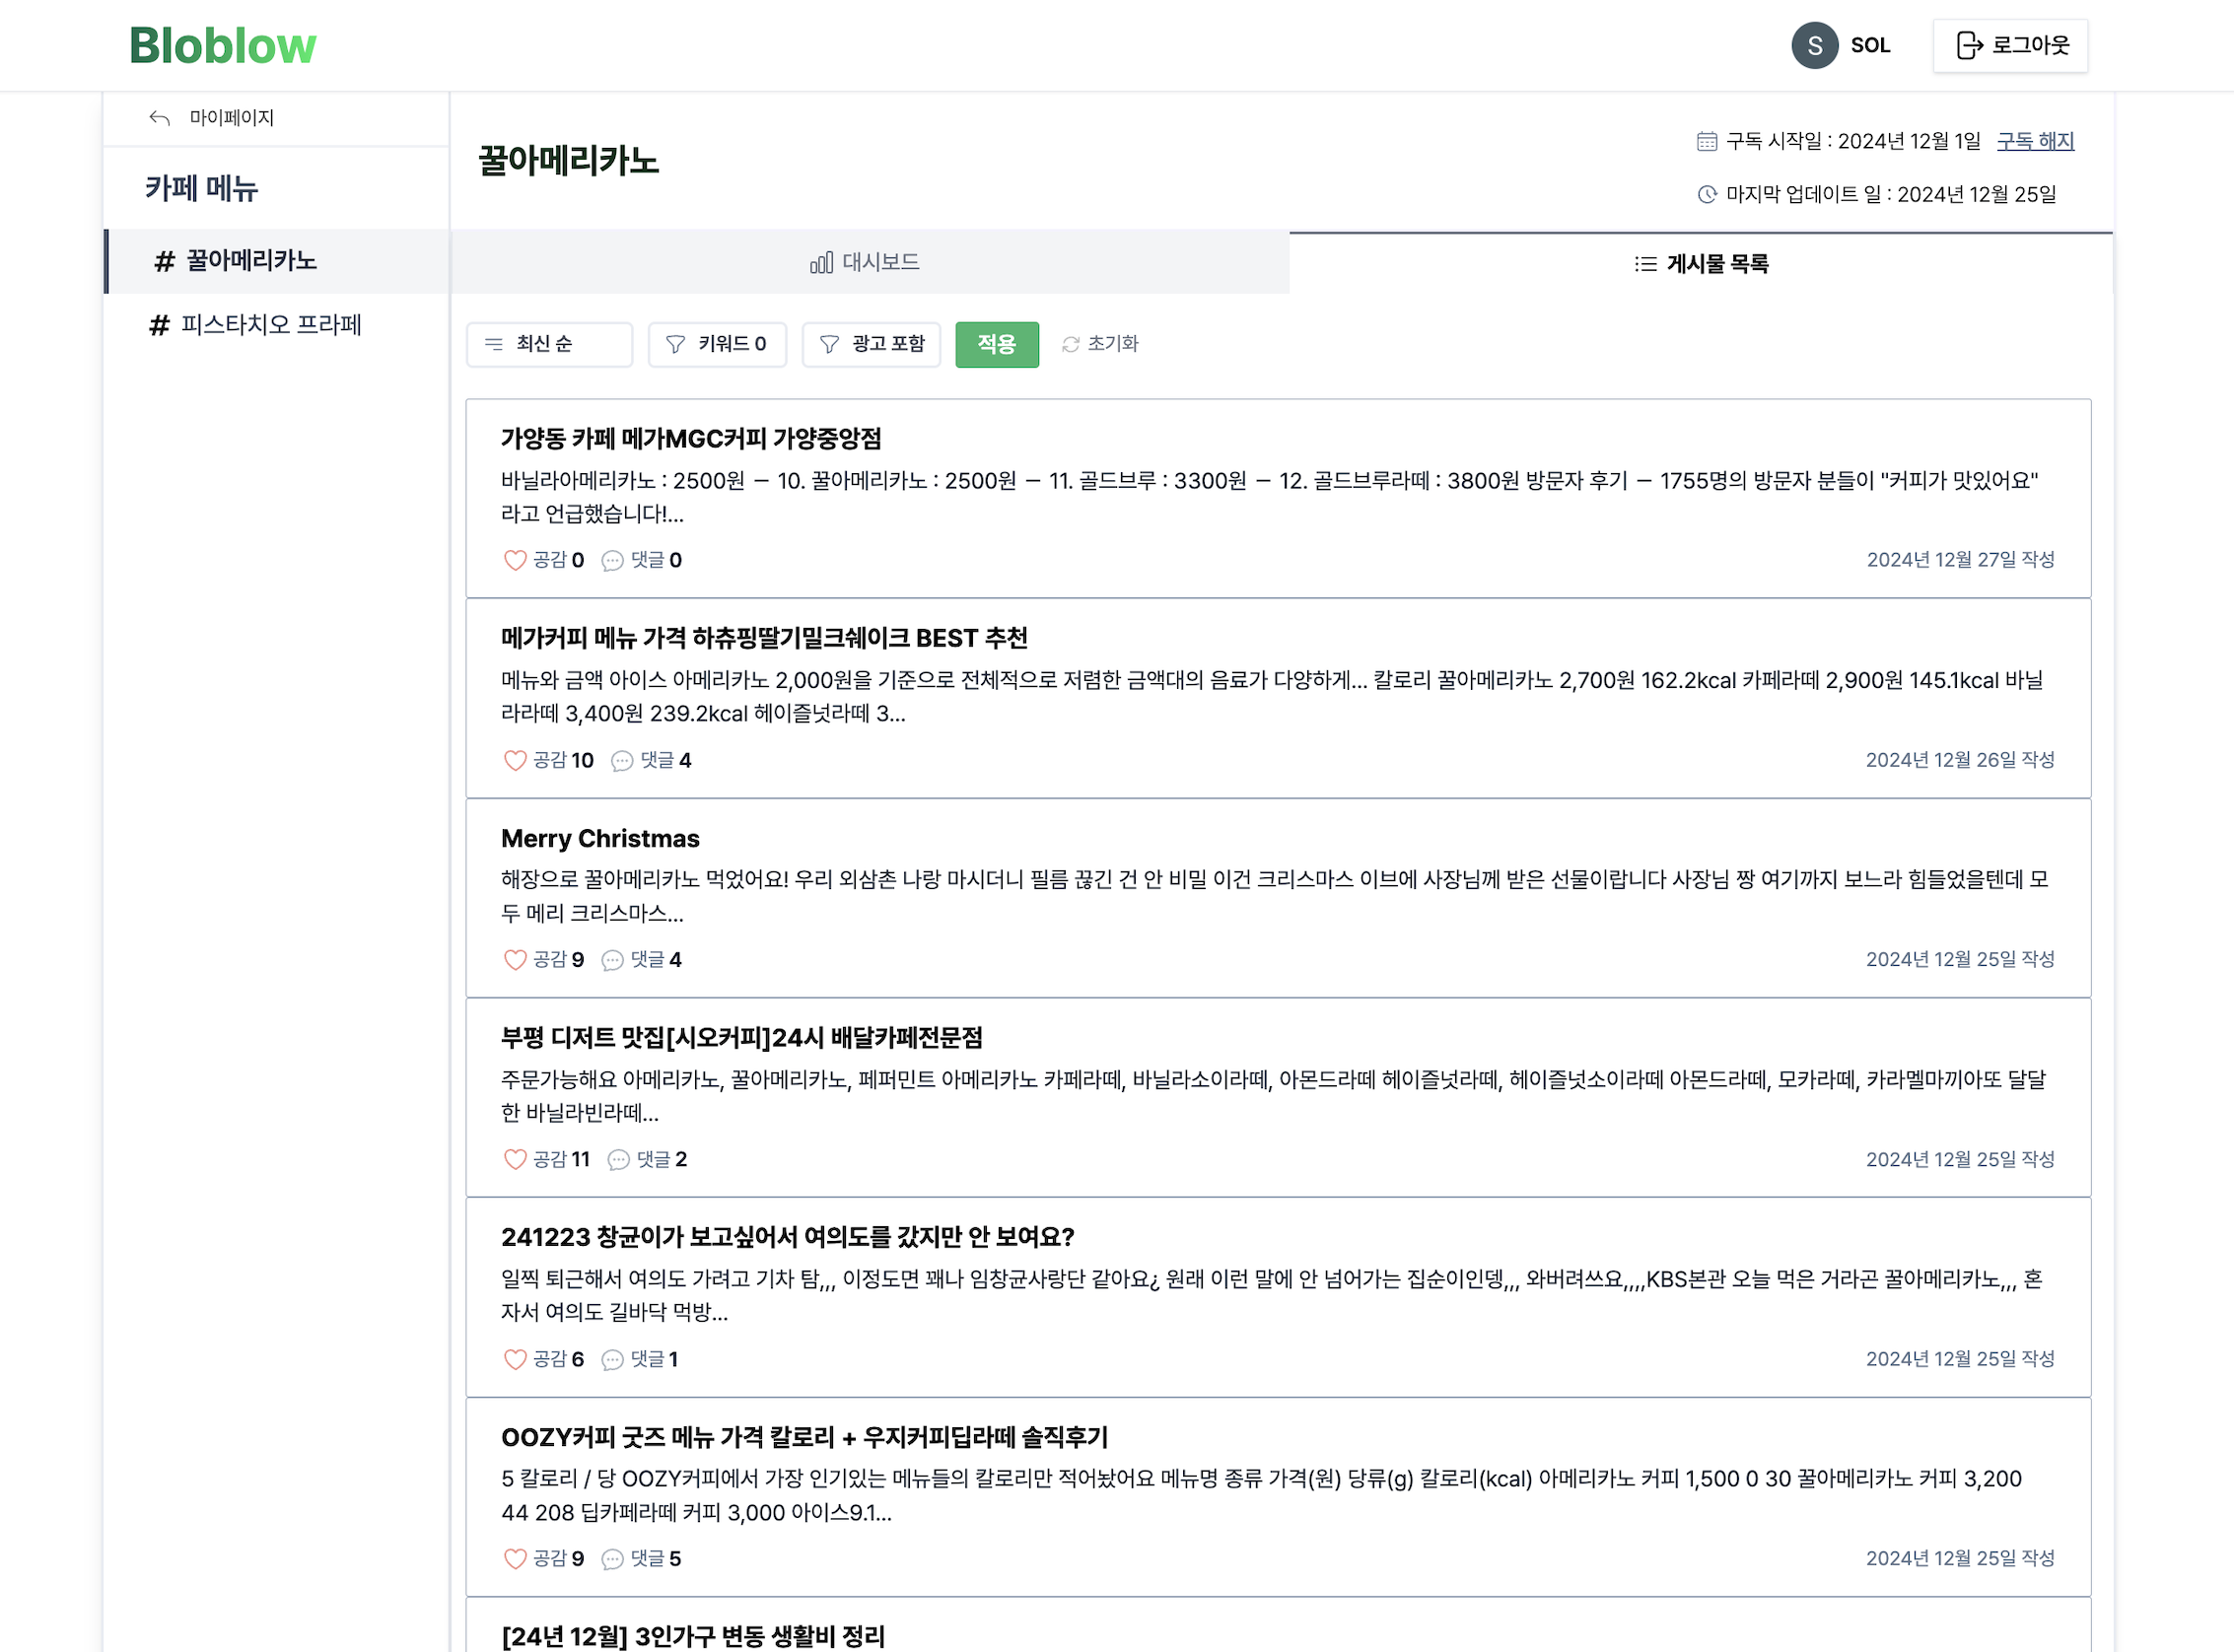 Bloblow
S SOL 로그아웃
마이페이지
카페 메뉴
# 꿀아메리카노
# 피스타치오 프라페
꿀아메리카노
구독 시작일 : 2024년 12월 1일 구독 해지
마지막 업데이트 일 : 2024년 12월 25일
대시보드
게시물 목록
최신 순 키워드 0 광고 포함 적용 초기화
가양동 카페 메가MGC커피 가양중앙점
바닐라아메리카노 : 2500원 – 10. 꿀아메리카노 : 2500원 – 11. 골드브루 : 3300원 – 12. 골드브루라떼 : 3800원 방문자 후기 – 1755명의 방문자 분들이 "커피가 맛있어요"
라고 언급했습니다!...
공감 0 댓글 0 2024년 12월 27일 작성
메가커피 메뉴 가격 하츄핑딸기밀크쉐이크 BEST 추천
메뉴와 금액 아이스 아메리카노 2,000원을 기준으로 전체적으로 저렴한 금액대의 음료가 다양하게... 칼로리 꿀아메리카노 2,700원 162.2kcal 카페라떼 2,900원 145.1kcal 바닐
라라떼 3,400원 239.2kcal 헤이즐넛라떼 3...
공감 10 댓글 4 2024년 12월 26일 작성
Merry Christmas
해장으로 꿀아메리카노 먹었어요! 우리 외삼촌 나랑 마시더니 필름 끊긴 건 안 비밀 이건 크리스마스 이브에 사장님께 받은 선물이랍니다 사장님 짱 여기까지 보느라 힘들었을텐데 모
두 메리 크리스마스...
공감 9 댓글 4 2024년 12월 25일 작성
부평 디저트 맛집[시오커피]24시 배달카페전문점
주문가능해요 아메리카노, 꿀아메리카노, 페퍼민트 아메리카노 카페라떼, 바닐라소이라떼, 아몬드라떼 헤이즐넛라떼, 헤이즐넛소이라떼 아몬드라떼, 모카라떼, 카라멜마끼아또 달달
한 바닐라빈라떼...
공감 11 댓글 2 2024년 12월 25일 작성
241223 창균이가 보고싶어서 여의도를 갔지만 안 보여요?
일찍 퇴근해서 여의도 가려고 기차 탐,,, 이정도면 꽤나 임창균사랑단 같아요¿ 원래 이런 말에 안 넘어가는 집순이인뎅,,, 와버려쓰요,,,,KBS본관 오늘 먹은 거라곤 꿀아메리카노,,, 혼
자서 여의도 길바닥 먹방...
공감 6 댓글 1 2024년 12월 25일 작성
OOZY커피 굿즈 메뉴 가격 칼로리 + 우지커피딥라떼 솔직후기
5 칼로리 / 당 OOZY커피에서 가장 인기있는 메뉴들의 칼로리만 적어놨어요 메뉴명 종류 가격(원) 당류(g) 칼로리(kcal) 아메리카노 커피 1,500 0 30 꿀아메리카노 커피 3,200
44 208 딥카페라떼 커피 3,000 아이스9.1...
공감 9 댓글 5 2024년 12월 25일 작성
[24년 12월] 3인가구 변동 생활비 정리